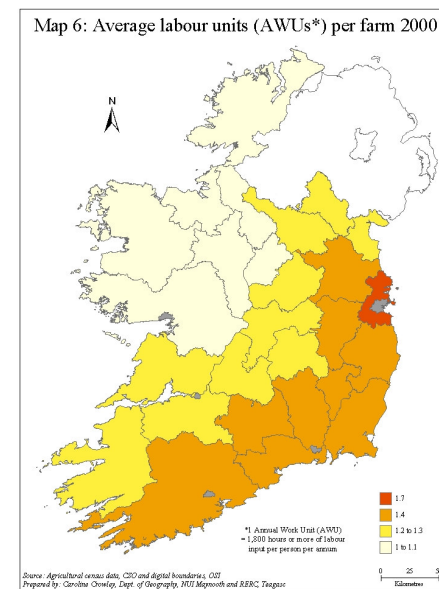 Map 6: Average labour units (AWUs*) per farm 2000
N
1.7
1.4
1.2 to 1.3
1 to 1.1
*1 Annual Work Unit (AWU)
= 1,800 hours or more of labour
input per person per annum
0 25 5
Kilometres
Source: Agricultural census data, CSO and digital boundaries, OSI
Prepared by: Caroline Crowley, Dept. of Geography, NUI Maynooth and RERC, Teagasc